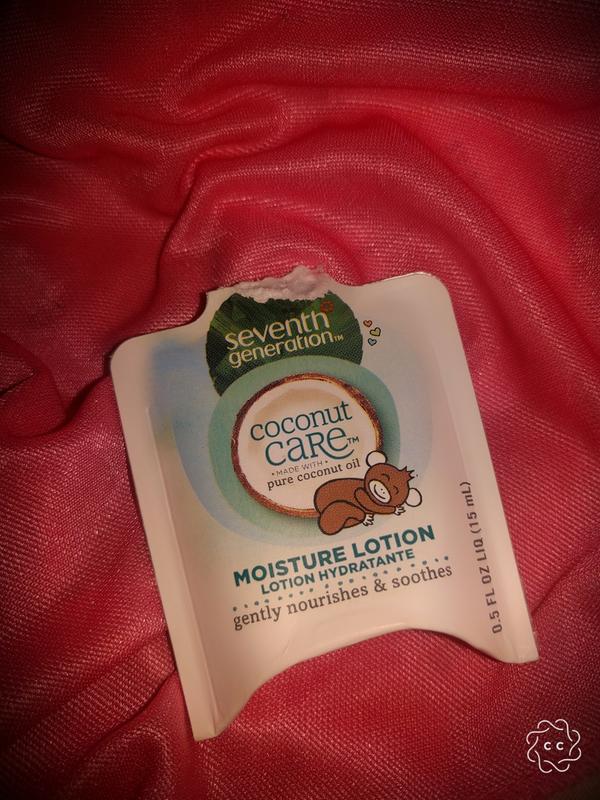 seventh
generation™
coconut
care™
• MADE WITH •
pure coconut oil
MOISTURE LOTION
LOTION HYDRATANTE
gently nourishes & soothes
0.5 FL OZ LIQ (15 mL)
CC